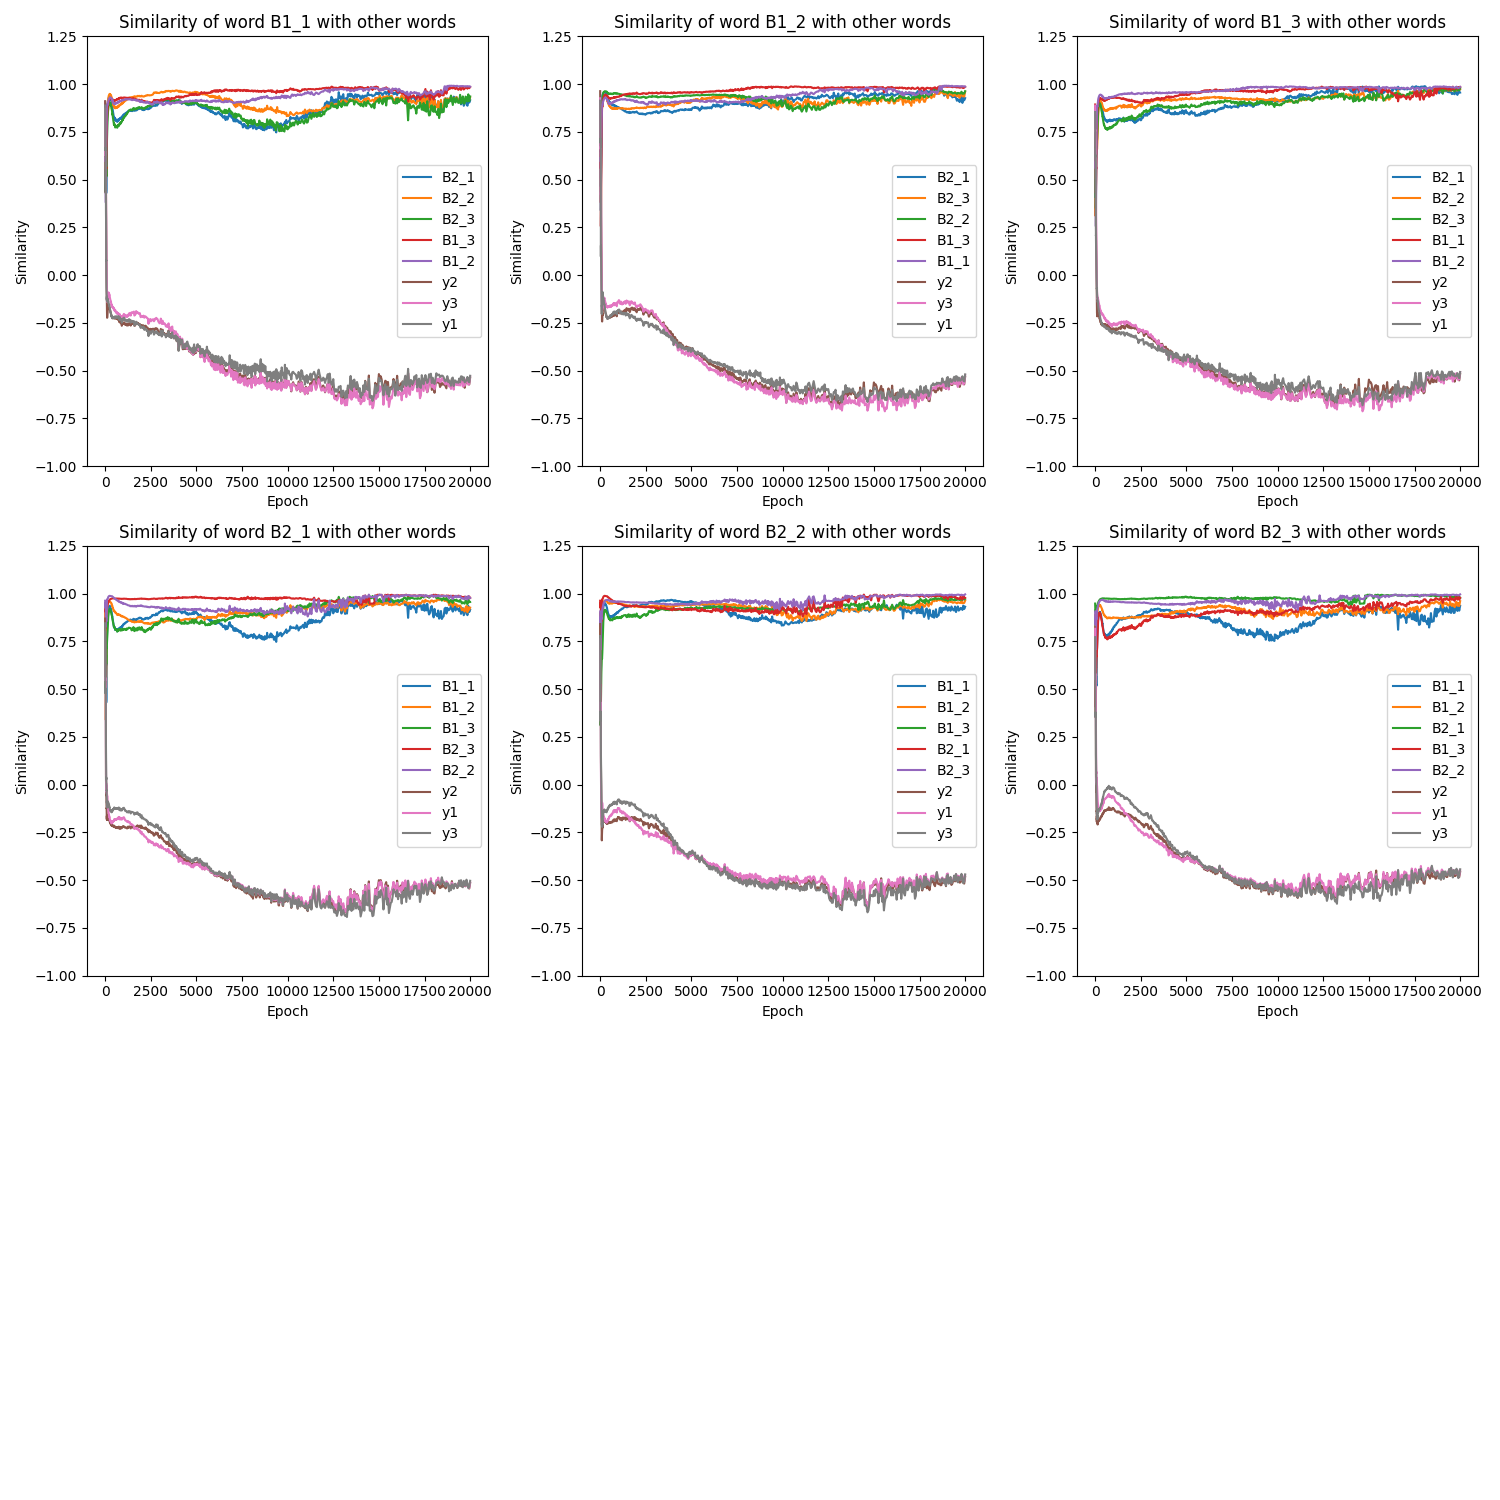 Similarity of word B1_1 with other words
1.25
1.00
0.75
0.50
0.25
0.00
−0.25
−0.50
−0.75
−1.00
Similarity
0 2500 5000 7500 10000 12500 15000 17500 20000
Epoch
B2_1
B2_2
B2_3
B1_3
B1_2
y2
y3
y1
Similarity of word B1_2 with other words
1.25
1.00
0.75
0.50
0.25
0.00
−0.25
−0.50
−0.75
−1.00
Similarity
0 2500 5000 7500 10000 12500 15000 17500 20000
Epoch
B2_1
B2_3
B2_2
B1_3
B1_1
y2
y3
y1
Similarity of word B1_3 with other words
1.25
1.00
0.75
0.50
0.25
0.00
−0.25
−0.50
−0.75
−1.00
Similarity
0 2500 5000 7500 10000 12500 15000 17500 20000
Epoch
B2_1
B2_2
B2_3
B1_1
B1_2
y2
y3
y1
Similarity of word B2_1 with other words
1.25
1.00
0.75
0.50
0.25
0.00
−0.25
−0.50
−0.75
−1.00
Similarity
0 2500 5000 7500 10000 12500 15000 17500 20000
Epoch
B1_1
B1_2
B1_3
B2_3
B2_2
y2
y1
y3
Similarity of word B2_2 with other words
1.25
1.00
0.75
0.50
0.25
0.00
−0.25
−0.50
−0.75
−1.00
Similarity
0 2500 5000 7500 10000 12500 15000 17500 20000
Epoch
B1_1
B1_2
B1_3
B2_1
B2_3
y2
y1
y3
Similarity of word B2_3 with other words
1.25
1.00
0.75
0.50
0.25
0.00
−0.25
−0.50
−0.75
−1.00
Similarity
0 2500 5000 7500 10000 12500 15000 17500 20000
Epoch
B1_1
B1_2
B2_1
B1_3
B2_2
y2
y1
y3